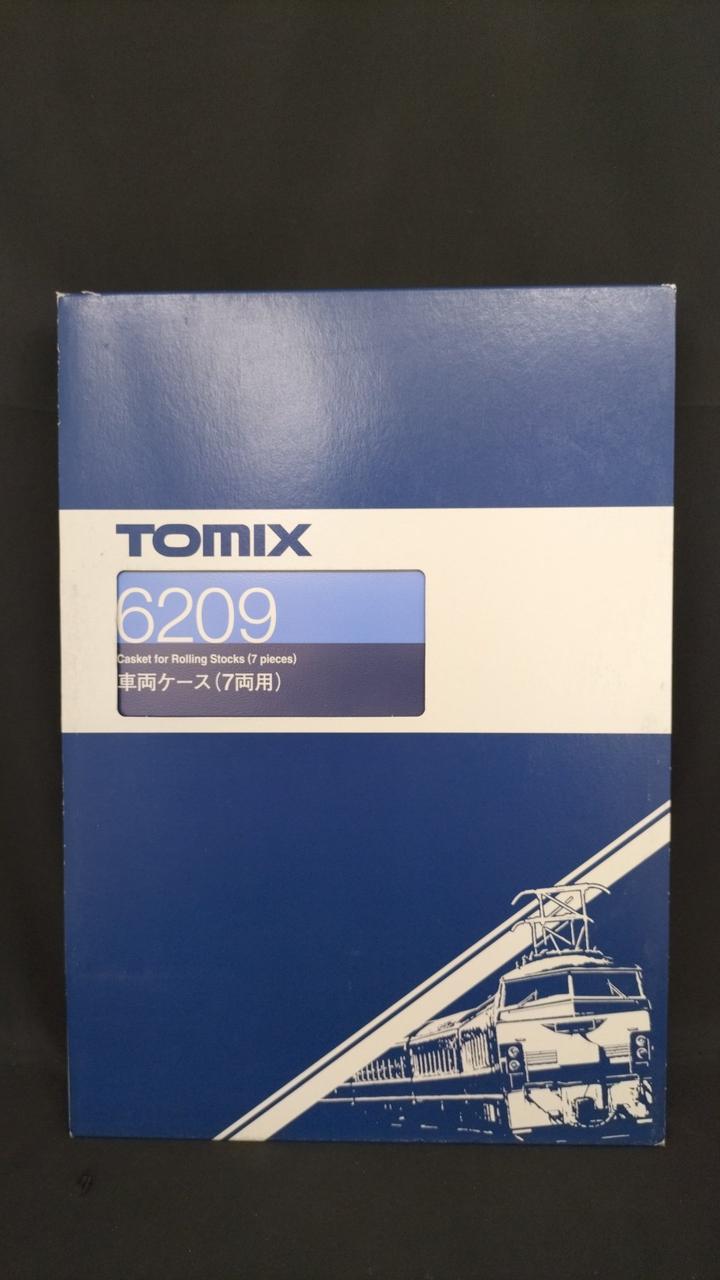 TOMIX
6209
Casket for Rolling Stocks (7 pieces)
車両ケース(7両用)